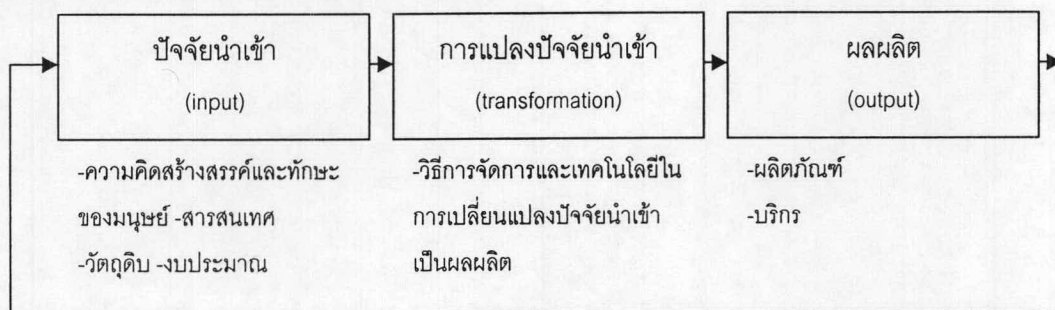 ปัจจัยนำเข้า
(input)
-ความคิดสร้างสรรค์และทักษะ
ของมนุษย์ -สารสนเทศ
-วัตถุดิบ -งบประมาณ
การแปลงปัจจัยนำเข้า
(transformation)
-วิธีการจัดการและเทคโนโลยีใน
การเปลี่ยนแปลงปัจจัยนำเข้า
เป็นผลผลิต
ผลผลิต
(output)
-ผลิตภัณฑ์
-บริกร